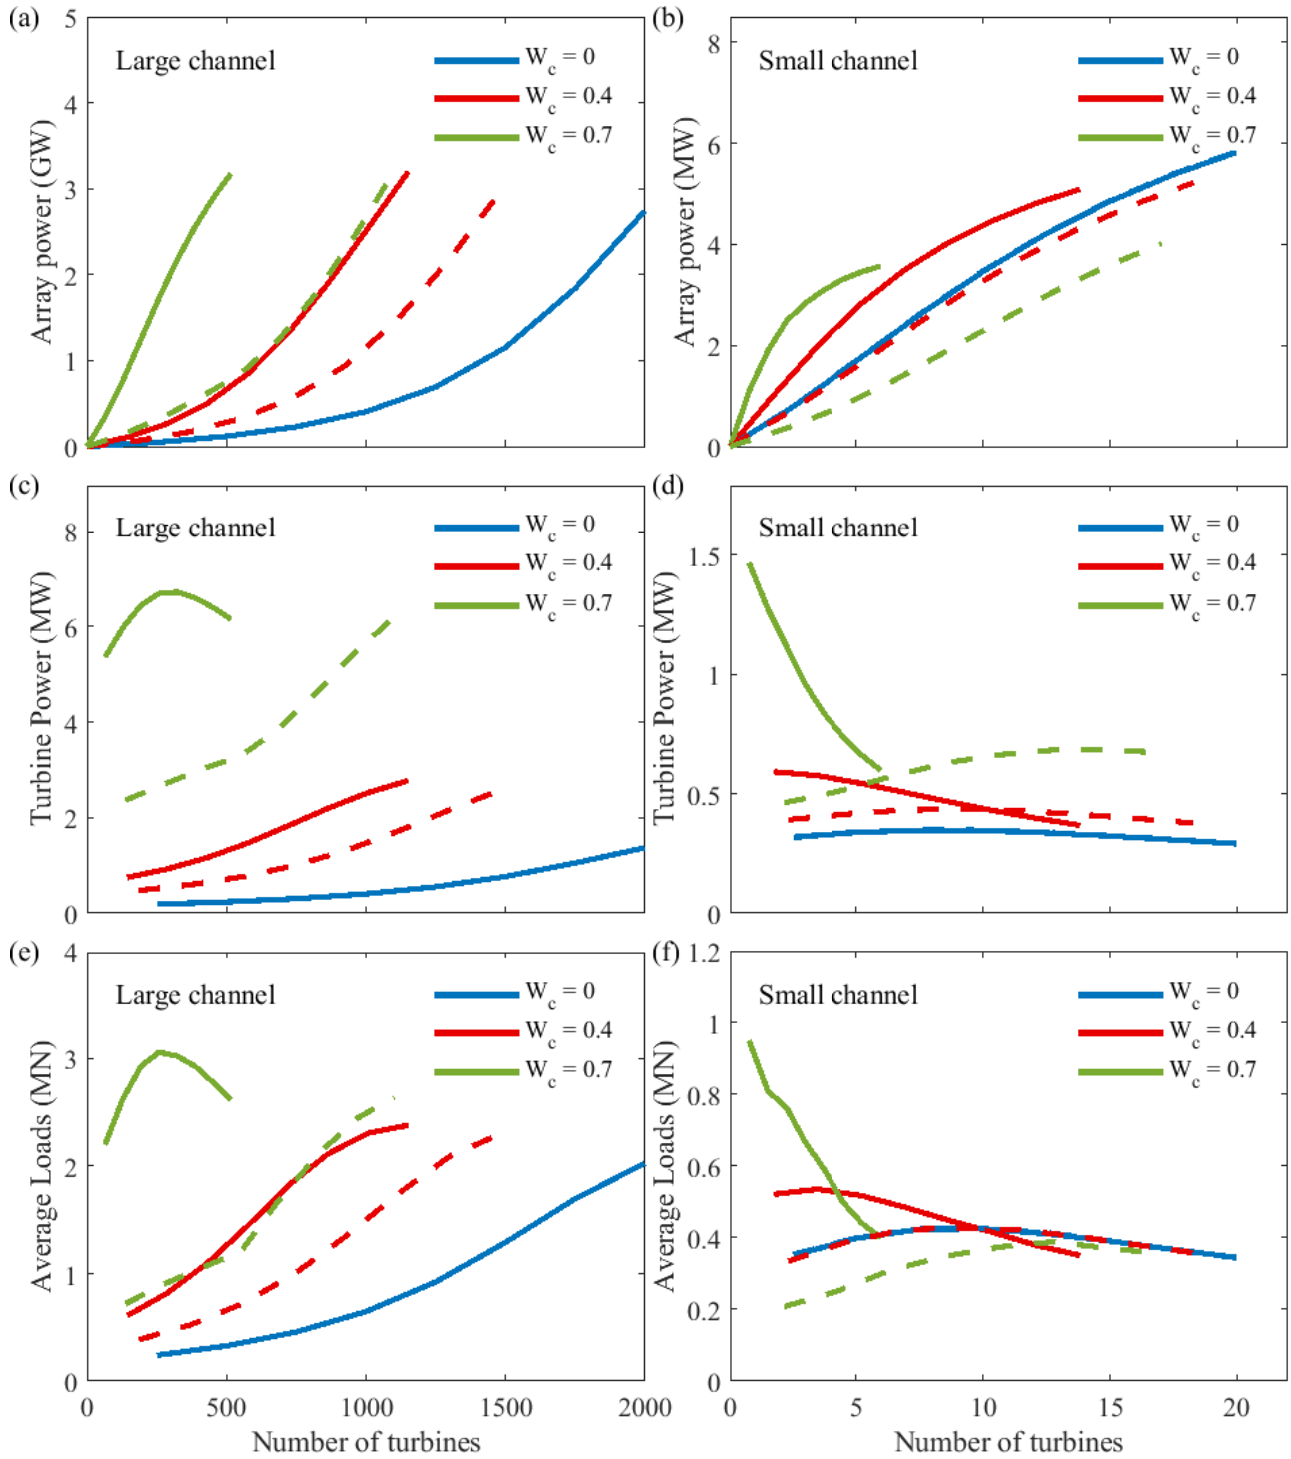 (a)
5
4
3
2
1
0
Array power (GW)
Large channel
W_c = 0
W_c = 0.4
W_c = 0.7
(b)
8
6
4
2
0
Array power (MW)
Small channel
W_c = 0
W_c = 0.4
W_c = 0.7
(c)
8
6
4
2
0
Turbine Power (MW)
Large channel
W_c = 0
W_c = 0.4
W_c = 0.7
(d)
1.5
1
0.5
0
Turbine Power (MW)
Small channel
W_c = 0
W_c = 0.4
W_c = 0.7
(e)
4
3
2
1
0
Average Loads (MN)
Large channel
W_c = 0
W_c = 0.4
W_c = 0.7
0 500 1000 1500 2000
Number of turbines
(f)
1.2
1
0.8
0.6
0.4
0.2
0
Average Loads (MN)
Small channel
W_c = 0
W_c = 0.4
W_c = 0.7
0 5 10 15 20
Number of turbines